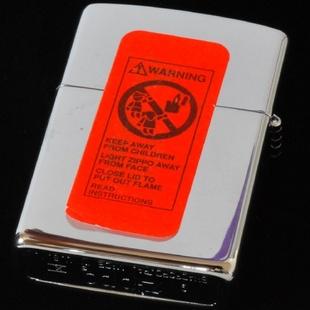 WARNING
KEEP AWAY
FROM CHILDREN
LIGHT ZIPPO AWAY
FROM FACE
CLOSE LID TO
PUT OUT FLAME
READ
INSTRUCTIONS